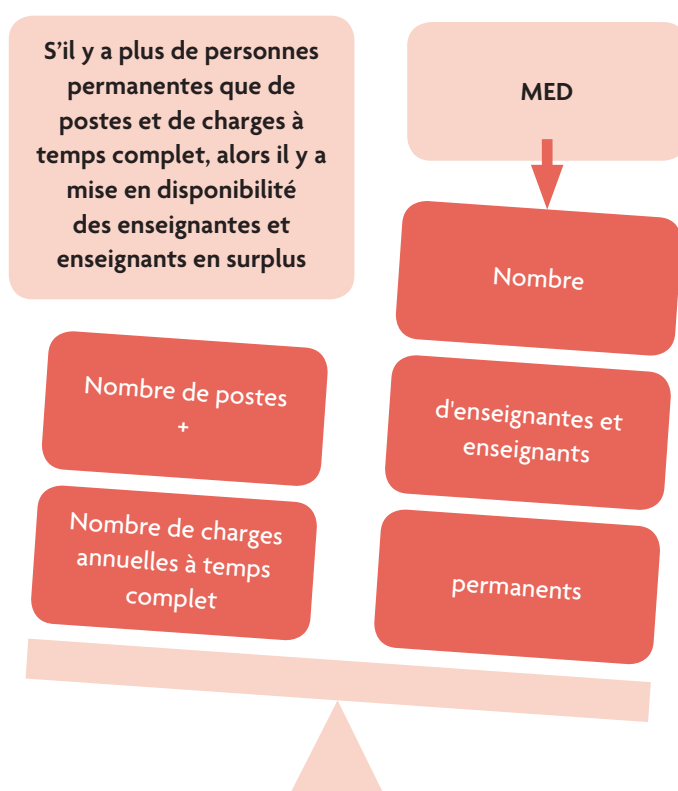 S’il y a plus de personnes
permanentes que de
postes et de charges à
temps complet, alors il y a
mise en disponibilité
des enseignantes et
enseignants en surplus
MED
Nombre
d'enseignantes et
enseignants
permanents
Nombre de postes
+
Nombre de charges
annuelles à temps
complet